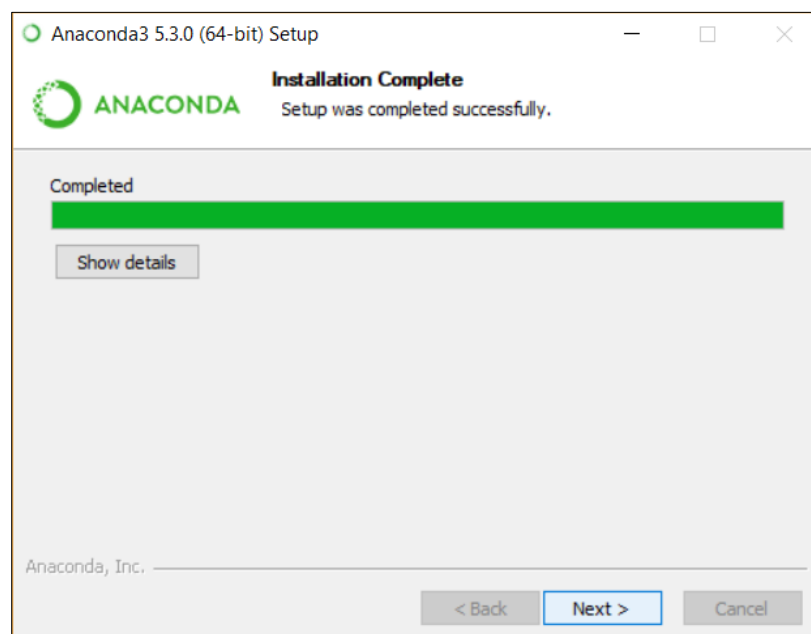 Anaconda3 5.3.0 (64-bit) Setup
ANACONDA
Installation Complete
Setup was completed successfully.
Completed
Show details
Anaconda, Inc.
< Back
Next >
Cancel